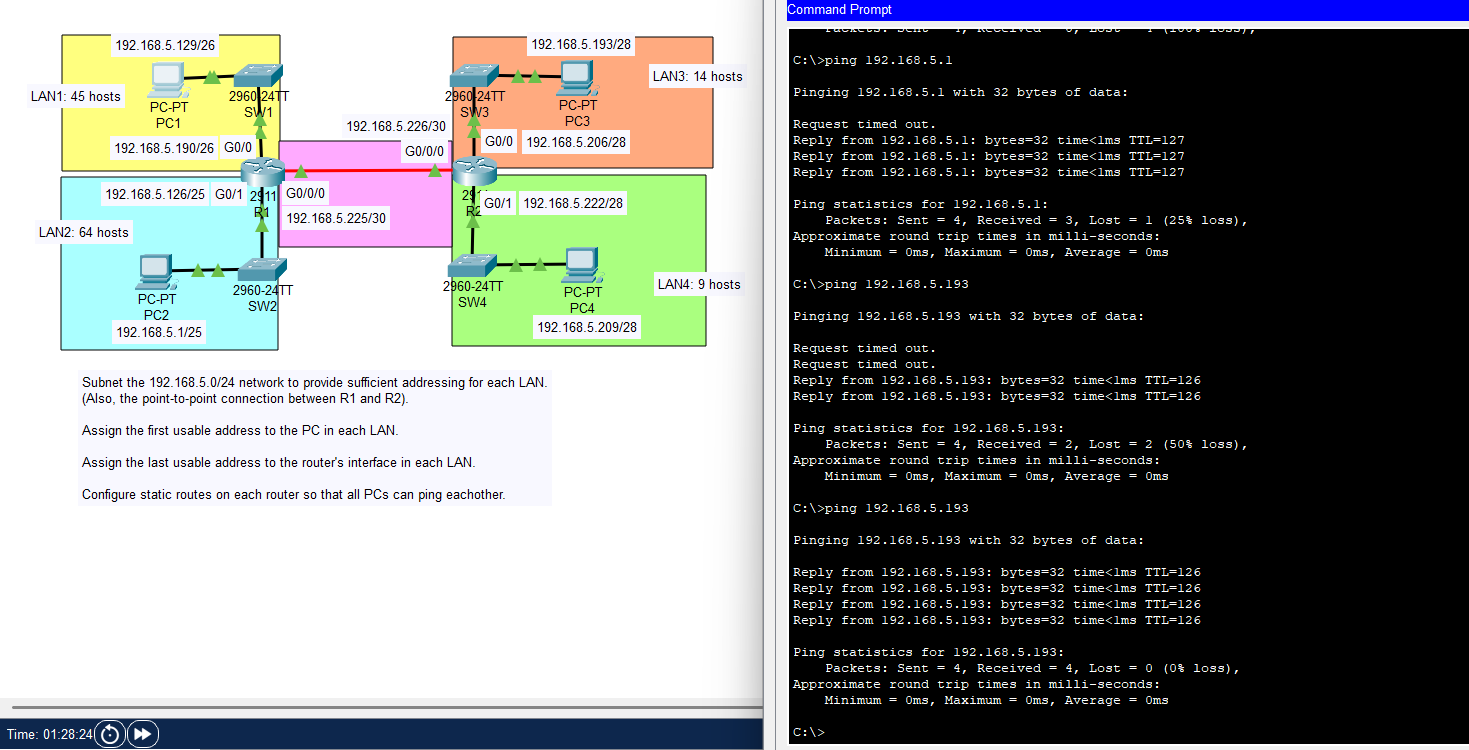 192.168.5.129/26
192.168.5.193/28
LAN1: 45 hosts
PC-PT
PC1
2960-24TT
SW1
192.168.5.190/26
G0/0
192.168.5.226/30
G0/0/0
2960-24TT
SW3
PC-PT
PC3
LAN3: 14 hosts
G0/0
192.168.5.206/28
192.168.5.126/25
G0/1
2911
R1
G0/0/0
192.168.5.225/30
R2
G0/1
192.168.5.222/28
LAN2: 64 hosts
PC-PT
PC2
192.168.5.1/25
2960-24TT
SW2
2960-24TT
SW4
PC-PT
PC4
192.168.5.209/28
LAN4: 9 hosts
Subnet the 192.168.5.0/24 network to provide sufficient addressing for each LAN.
(Also, the point-to-point connection between R1 and R2).
Assign the first usable address to the PC in each LAN.
Assign the last usable address to the router's interface in each LAN.
Configure static routes on each router so that all PCs can ping eachother.
Time: 01:28:24
Command Prompt
C:\>ping 192.168.5.1
Pinging 192.168.5.1 with 32 bytes of data:
Request timed out.
Reply from 192.168.5.1: bytes=32 time<1ms TTL=127
Reply from 192.168.5.1: bytes=32 time<1ms TTL=127
Reply from 192.168.5.1: bytes=32 time<1ms TTL=127
Ping statistics for 192.168.5.1:
Packets: Sent = 4, Received = 3, Lost = 1 (25% loss),
Approximate round trip times in milli-seconds:
Minimum = 0ms, Maximum = 0ms, Average = 0ms
C:\>ping 192.168.5.193
Pinging 192.168.5.193 with 32 bytes of data:
Request timed out.
Request timed out.
Reply from 192.168.5.193: bytes=32 time<1ms TTL=126
Reply from 192.168.5.193: bytes=32 time<1ms TTL=126
Ping statistics for 192.168.5.193:
Packets: Sent = 4, Received = 2, Lost = 2 (50% loss),
Approximate round trip times in milli-seconds:
Minimum = 0ms, Maximum = 0ms, Average = 0ms
C:\>ping 192.168.5.193
Pinging 192.168.5.193 with 32 bytes of data:
Reply from 192.168.5.193: bytes=32 time<1ms TTL=126
Reply from 192.168.5.193: bytes=32 time<1ms TTL=126
Reply from 192.168.5.193: bytes=32 time<1ms TTL=126
Reply from 192.168.5.193: bytes=32 time<1ms TTL=126
Ping statistics for 192.168.5.193:
Packets: Sent = 4, Received = 4, Lost = 0 (0% loss),
Approximate round trip times in milli-seconds:
Minimum = 0ms, Maximum = 0ms, Average = 0ms
C:\>